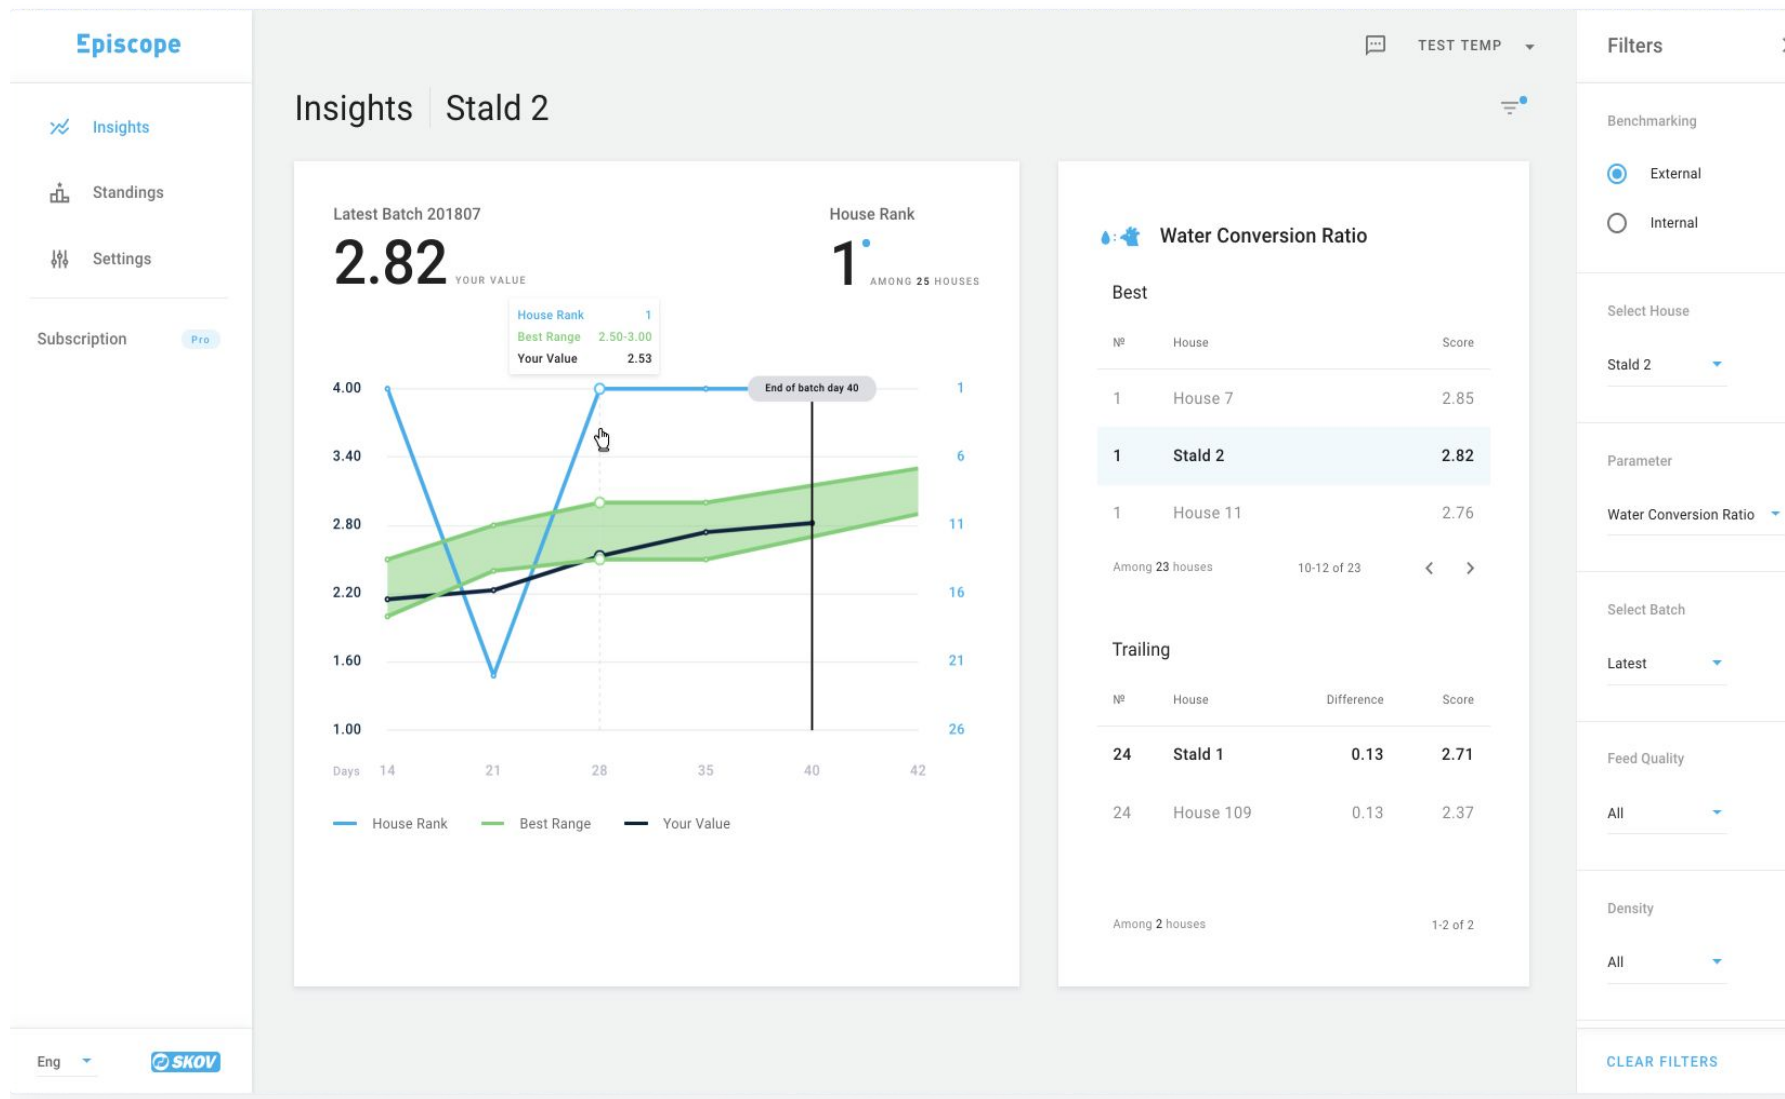 Episcope
Insights
Standings
Settings
Subscription Pro
Eng SKOV
TEST TEMP
Insights Stald 2
Latest Batch 201807
2.82 YOUR VALUE
House Rank
1 AMONG 25 HOUSES
House Rank 1
Best Range 2.50-3.00
Your Value 2.53
End of batch day 40
4.00 1
3.40 6
2.80 11
2.20 16
1.60 21
1.00 26
Days 14 21 28 35 40 42
House Rank Best Range Your Value
Water Conversion Ratio
Best
№ House Score
1 House 7 2.85
1 Stald 2 2.82
1 House 11 2.76
Among 23 houses 10-12 of 23
Trailing
№ House Difference Score
24 Stald 1 0.13 2.71
24 House 109 0.13 2.37
Among 2 houses 1-2 of 2
Filters
Benchmarking
External
Internal
Select House
Stald 2
Parameter
Water Conversion Ratio
Select Batch
Latest
Feed Quality
All
Density
All
CLEAR FILTERS